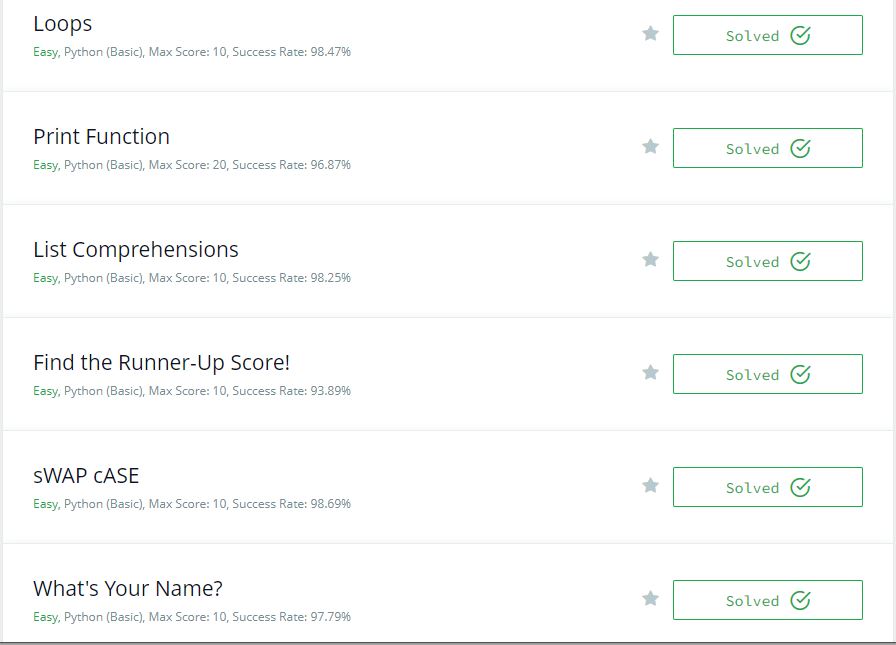 Loops
Solved
Easy, Python (Basic), Max Score: 10, Success Rate: 98.47%
Print Function
Solved
Easy, Python (Basic), Max Score: 20, Success Rate: 96.87%
List Comprehensions
Solved
Easy, Python (Basic), Max Score: 10, Success Rate: 98.25%
Find the Runner-Up Score!
Solved
Easy, Python (Basic), Max Score: 10, Success Rate: 93.89%
sWAP cASE
Solved
Easy, Python (Basic), Max Score: 10, Success Rate: 98.69%
What's Your Name?
Solved
Easy, Python (Basic), Max Score: 10, Success Rate: 97.79%